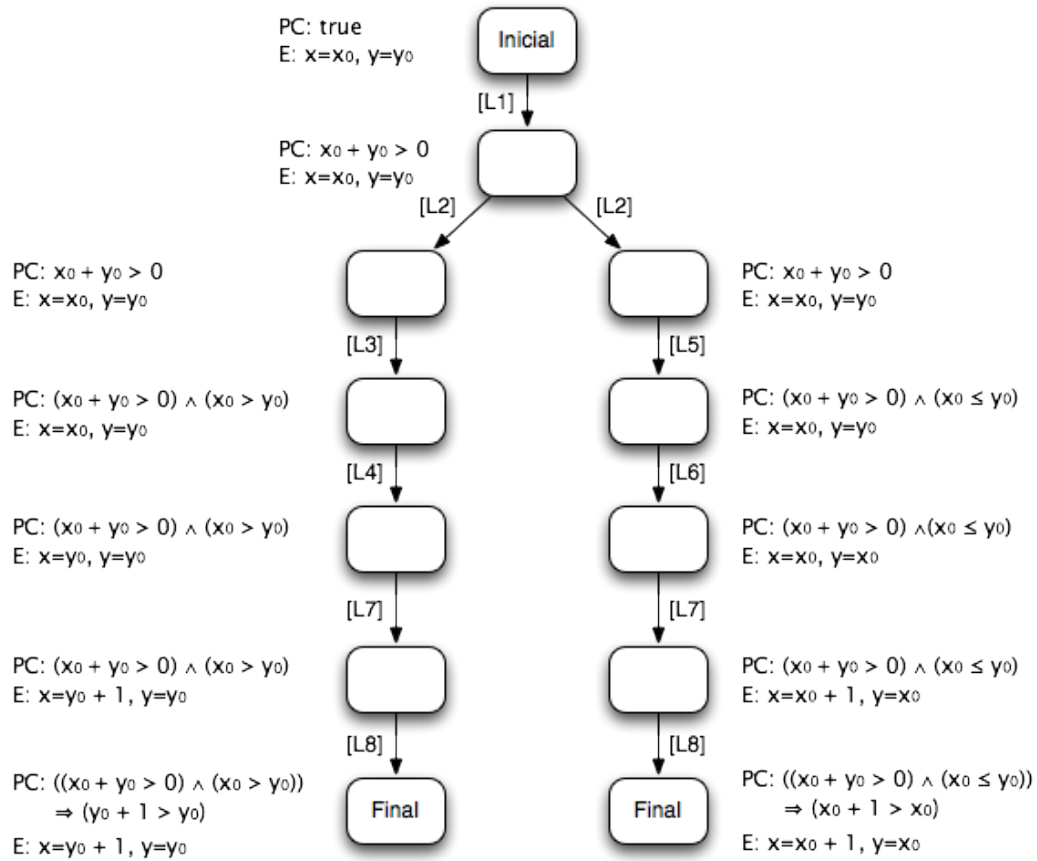 PC: true
E: x=x₀, y=y₀
Inicial
[L1]
PC: x₀ + y₀ > 0
E: x=x₀, y=y₀
[L2]
[L2]
PC: x₀ + y₀ > 0
E: x=x₀, y=y₀
PC: x₀ + y₀ > 0
E: x=x₀, y=y₀
[L3]
[L5]
PC: (x₀ + y₀ > 0) ∧ (x₀ > y₀)
E: x=x₀, y=y₀
PC: (x₀ + y₀ > 0) ∧ (x₀ ≤ y₀)
E: x=x₀, y=y₀
[L4]
[L6]
PC: (x₀ + y₀ > 0) ∧ (x₀ > y₀)
E: x=y₀, y=y₀
PC: (x₀ + y₀ > 0) ∧(x₀ ≤ y₀)
E: x=x₀, y=x₀
[L7]
[L7]
PC: (x₀ + y₀ > 0) ∧ (x₀ > y₀)
E: x=y₀ + 1, y=y₀
PC: (x₀ + y₀ > 0) ∧ (x₀ ≤ y₀)
E: x=x₀ + 1, y=x₀
[L8]
[L8]
PC: ((x₀ + y₀ > 0) ∧ (x₀ > y₀))
⇒ (y₀ + 1 > y₀)
E: x=y₀ + 1, y=y₀
Final
Final
PC: ((x₀ + y₀ > 0) ∧ (x₀ ≤ y₀))
⇒ (x₀ + 1 > x₀)
E: x=x₀ + 1, y=x₀